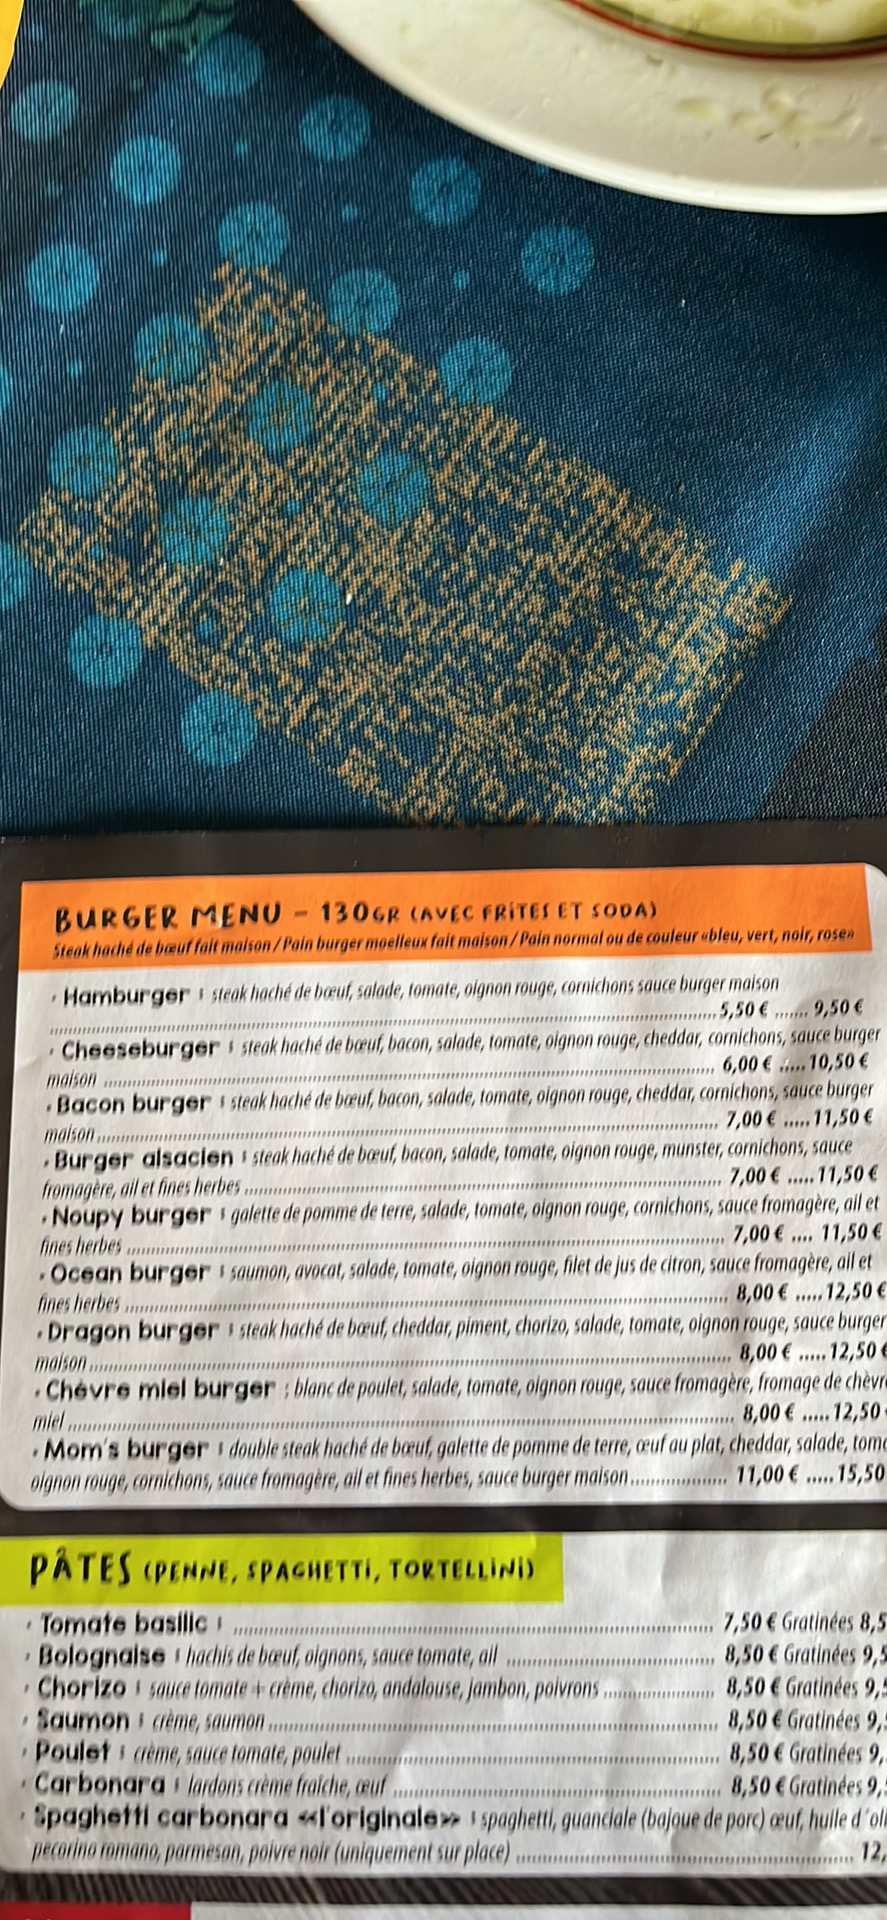 BURGER MENU - 130GR (AVEC FRITES ET SODA)
Steak haché de bœuf fait maison / Pain burger moelleux fait maison / Pain normal ou de couleur «bleu, vert, noir, rose»
• Hamburger : steak haché de bœuf, salade, tomate, oignon rouge, cornichons sauce burger maison
5,50 € ....... 9,50 €
• Cheeseburger : steak haché de bœuf, bacon, salade, tomate, oignon rouge, cheddar, cornichons, sauce burger
maison ........ 6,00 € ..... 10,50 €
• Bacon burger : steak haché de bœuf, bacon, salade, tomate, oignon rouge, cheddar, cornichons, sauce burger
maison ........ 7,00 € ..... 11,50 €
• Burger alsacien : steak haché de bœuf, bacon, salade, tomate, oignon rouge, munster, cornichons, sauce
fromagère, ail et fines herbes ........ 7,00 € ..... 11,50 €
• Noupy burger : galette de pomme de terre, salade, tomate, oignon rouge, cornichons, sauce fromagère, ail et
fines herbes ........ 7,00 € .... 11,50 €
• Ocean burger : saumon, avocat, salade, tomate, oignon rouge, filet de jus de citron, sauce fromagère, ail et
fines herbes ........ 8,00 € ..... 12,50 €
• Dragon burger : steak haché de bœuf, cheddar, piment, chorizo, salade, tomate, oignon rouge, sauce burger
maison ........ 8,00 € ..... 12,50 €
• Chévre miel burger : blanc de poulet, salade, tomate, oignon rouge, sauce fromagère, fromage de chèvr
miel ........ 8,00 € ..... 12,50
• Mom's burger : double steak haché de bœuf, galette de pomme de terre, œuf au plat, cheddar, salade, tom
oignon rouge, cornichons, sauce fromagère, ail et fines herbes, sauce burger maison ........ 11,00 € ..... 15,50
PÂTES (PENNE, SPAGHETTI, TORTELLINI)
• Tomate basilic : ........ 7,50 € Gratinées 8,5
• Bolognaise : hachis de bœuf, oignons, sauce tomate, ail ........ 8,50 € Gratinées 9,5
• Chorizo : sauce tomate + crème, chorizo, andalouse, jambon, poivrons ........ 8,50 € Gratinées 9,5
• Saumon : crème, saumon ........ 8,50 € Gratinées 9,
• Poulet : crème, sauce tomate, poulet ........ 8,50 € Gratinées 9,
• Carbonara : lardons crème fraîche, œuf ........ 8,50 € Gratinées 9,
• Spaghetti carbonara «l'originale» : spaghetti, guanciale (bajoue de porc) œuf, huile d'oli
pecorino romano, parmesan, poivre noir (uniquement sur place) ........ 12,